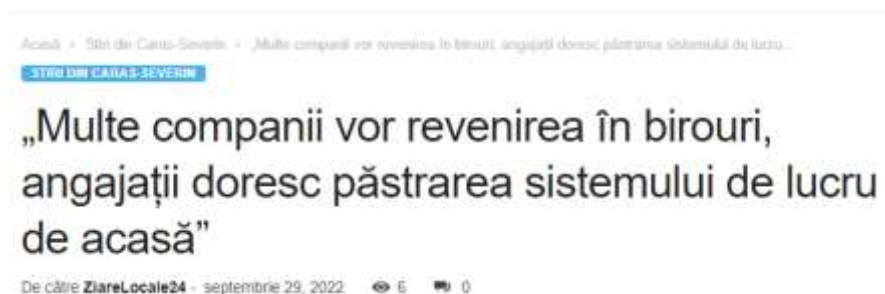 Acasă › Stiri din Caras-Severin › „Multe companii vor revenirea în birouri, angajații doresc păstrarea sistemului de lucru...
STIRI DIN CARAS-SEVERIN
„Multe companii vor revenirea în birouri,
angajații doresc păstrarea sistemului de lucru
de acasă”
De către ZiareLocale24 - septembrie 29, 2022 6 0